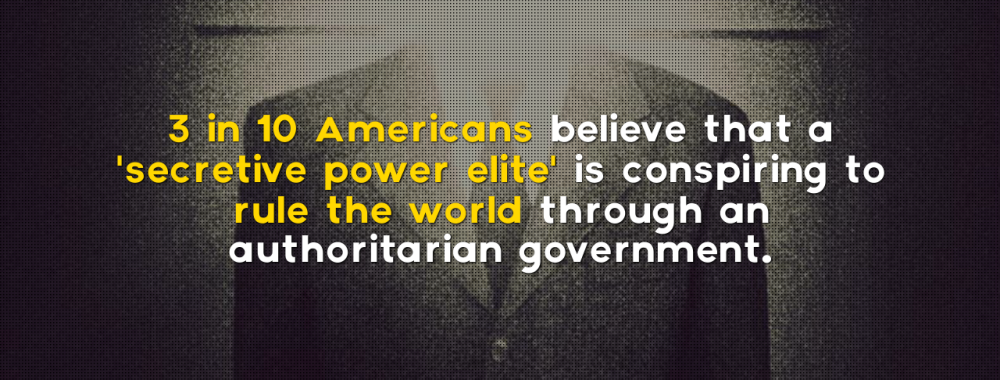 3 in 10 Americans believe that a
'secretive power elite' is conspiring to
rule the world through an
authoritarian government.